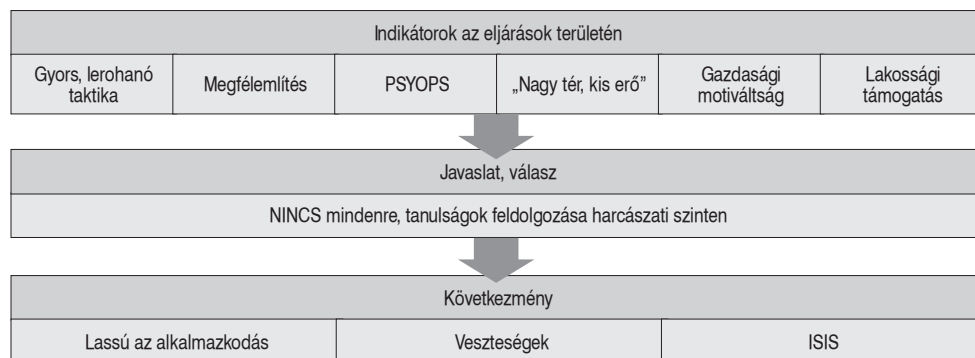 Indikátorok az eljárások területén
Gyors, lerohanó
taktika
Megfélemlítés
PSYOPS
„Nagy tér, kis erő”
Gazdasági
motiváltság
Lakossági
támogatás
Javaslat, válasz
NINCS mindenre, tanulságok feldolgozása harcászati szinten
Következmény
Lassú az alkalmazkodás
Veszteségek
ISIS